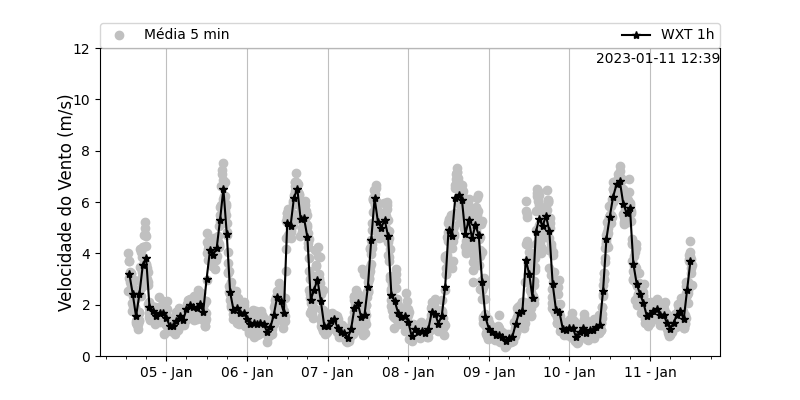 Média 5 min
WXT 1h
2023-01-11 12:39
Velocidade do Vento (m/s)
12
10
8
6
4
2
0
05 - Jan
06 - Jan
07 - Jan
08 - Jan
09 - Jan
10 - Jan
11 - Jan